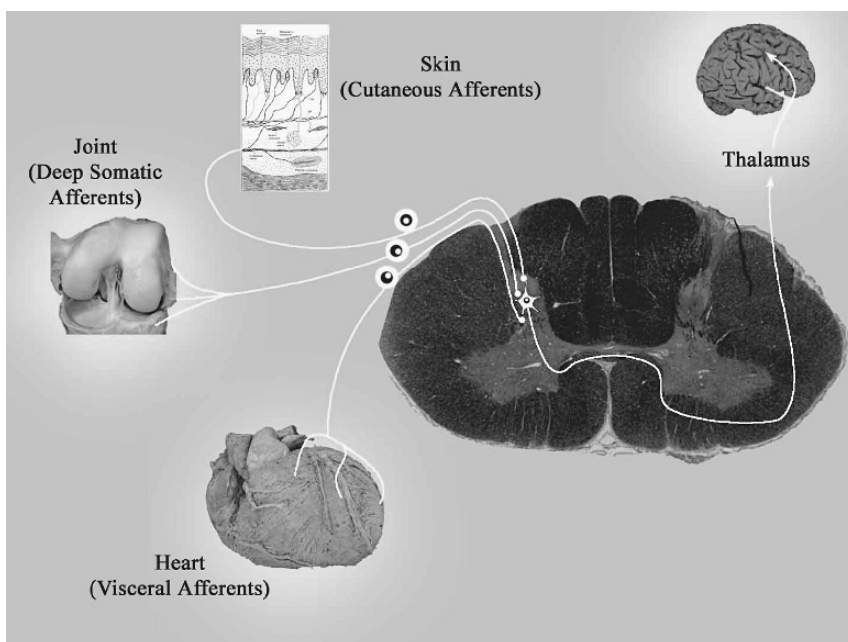 Skin
(Cutaneous Afferents)
Joint
(Deep Somatic
Afferents)
Thalamus
Heart
(Visceral Afferents)